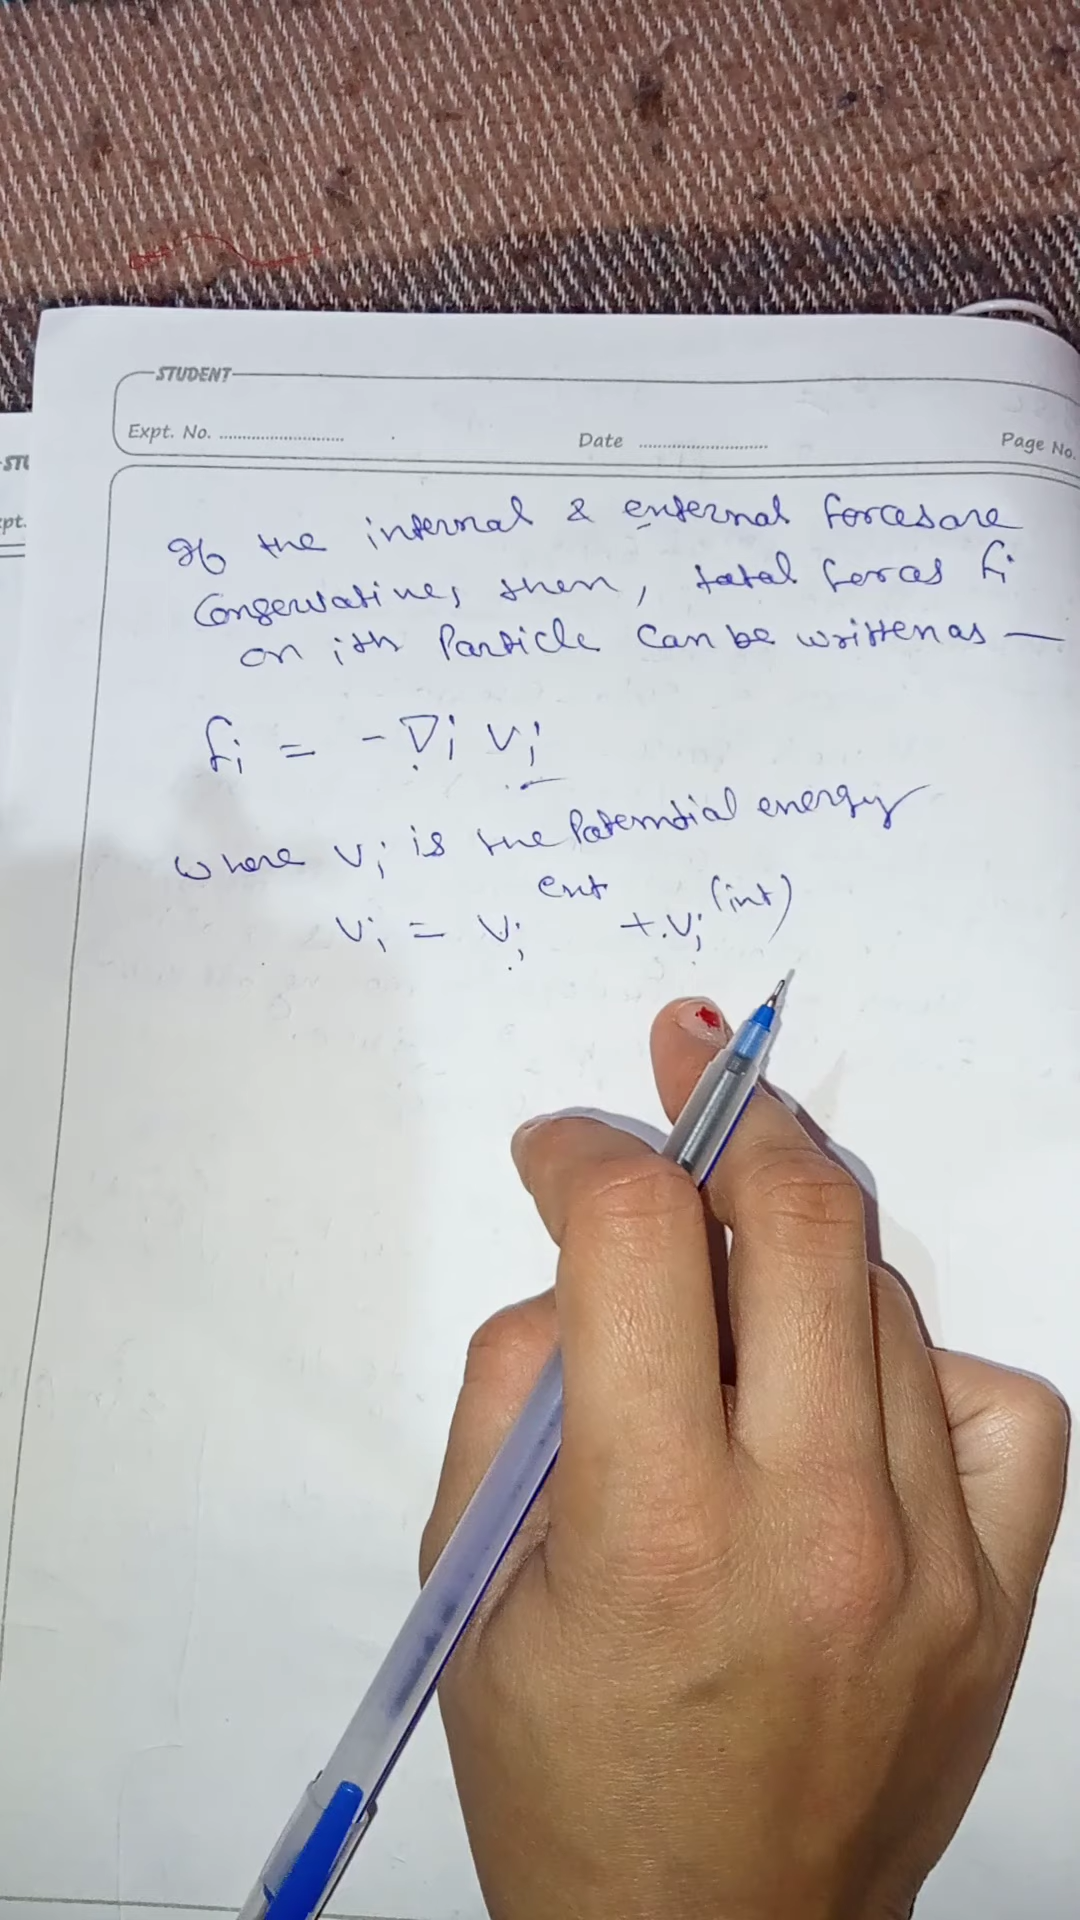 STUDENT
Expt. No. ........................... Date ........................... Page No.
If the internal & external forces are
Conservative, then, total forces Fi
on ith Particle Can be written as —
Fi = - ∇i Vi
where Vi is the Potential energy
Vi = Vi^ext + Vi^(int)